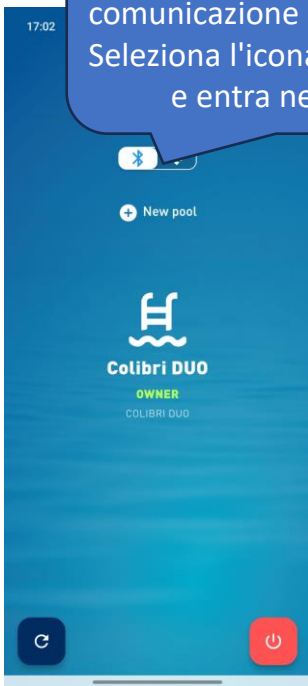 comunicazione
Seleziona l'icona
e entra ne
17:02
New pool
Colibri DUO
OWNER
COLIBRI DUO